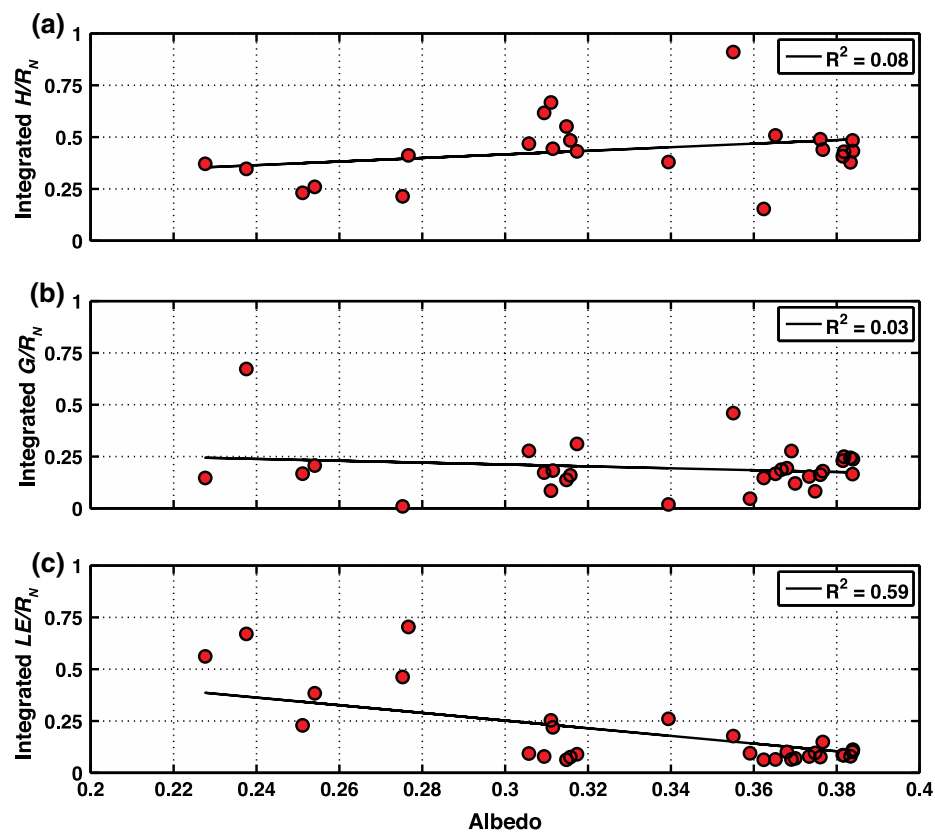 (a)
Integrated H/R_N
1
0.75
0.5
0.25
0
R² = 0.08
(b)
Integrated G/R_N
1
0.75
0.5
0.25
0
R² = 0.03
(c)
Integrated LE/R_N
1
0.75
0.5
0.25
0
R² = 0.59
0.2 0.22 0.24 0.26 0.28 0.3 0.32 0.34 0.36 0.38 0.4
Albedo